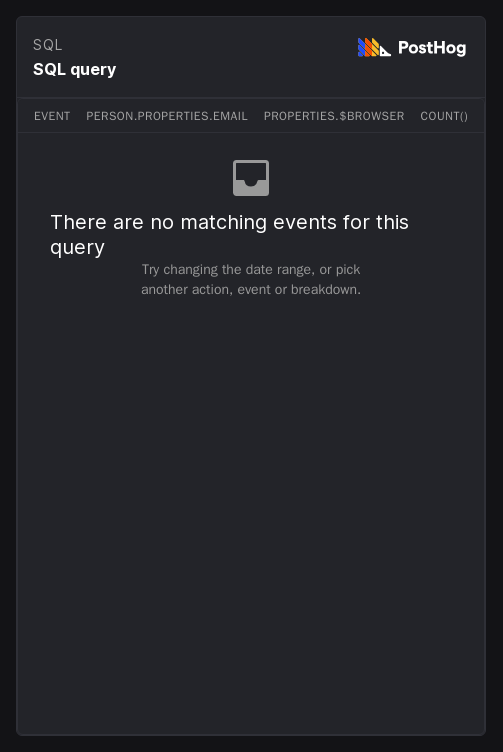 SQL
PostHog
SQL query
EVENT PERSON.PROPERTIES.EMAIL PROPERTIES.$BROWSER COUNT()
There are no matching events for this
query
Try changing the date range, or pick
another action, event or breakdown.